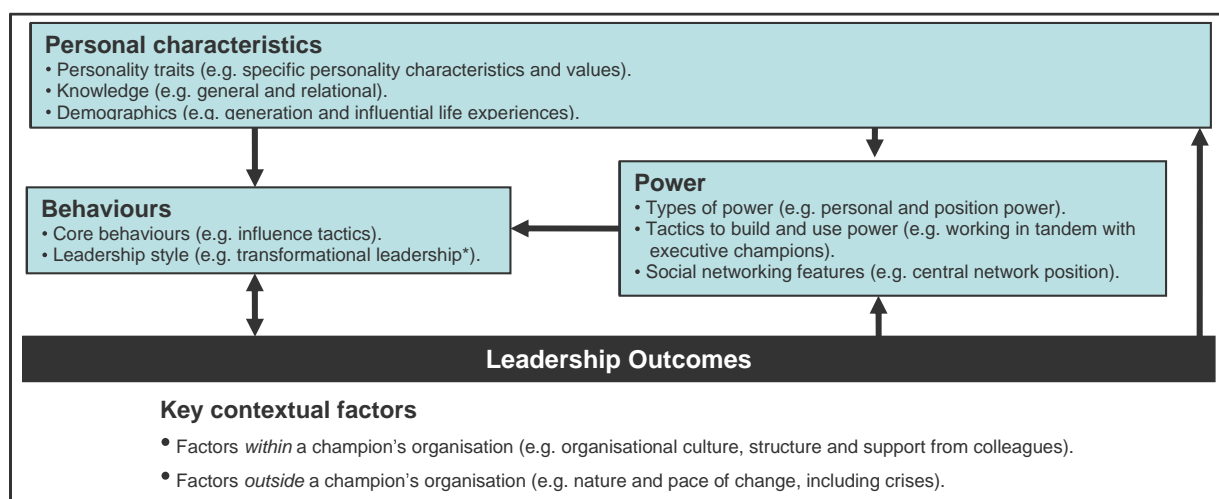 Personal characteristics
• Personality traits (e.g. specific personality characteristics and values).
• Knowledge (e.g. general and relational).
• Demographics (e.g. generation and influential life experiences).
Power
• Types of power (e.g. personal and position power).
• Tactics to build and use power (e.g. working in tandem with
executive champions).
• Social networking features (e.g. central network position).
Behaviours
• Core behaviours (e.g. influence tactics).
• Leadership style (e.g. transformational leadership*).
Leadership Outcomes
Key contextual factors
• Factors within a champion’s organisation (e.g. organisational culture, structure and support from colleagues).
• Factors outside a champion’s organisation (e.g. nature and pace of change, including crises).